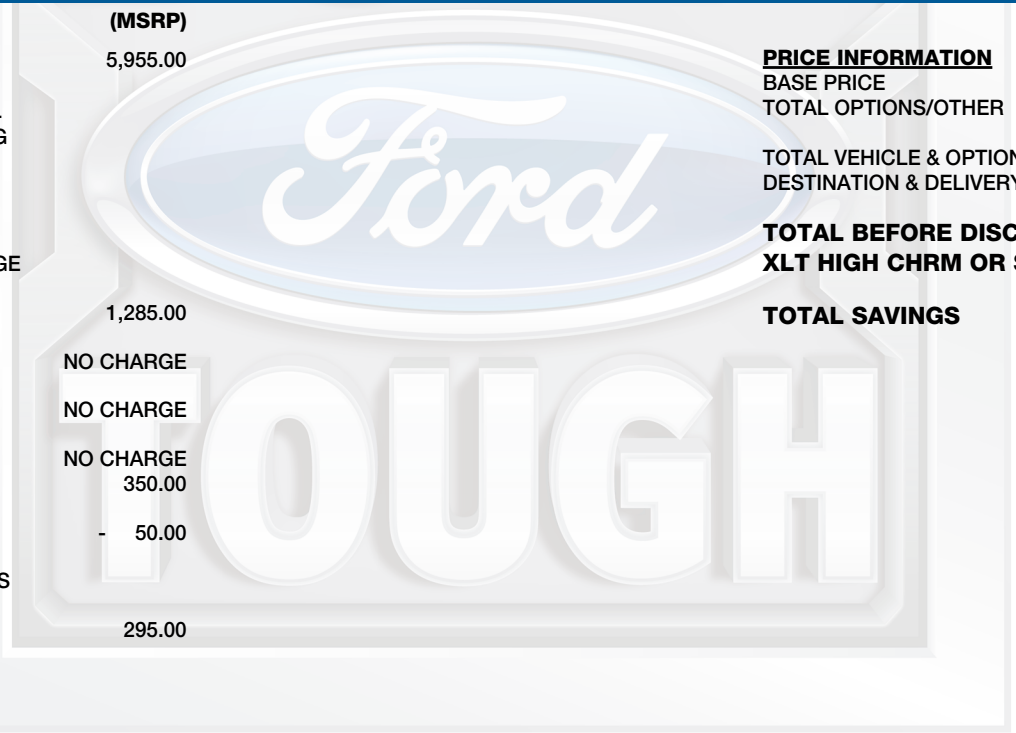 (MSRP)
5,955.00
G
GE
1,285.00
NO CHARGE
NO CHARGE
NO CHARGE
350.00
- 50.00
S
295.00
Ford
TOUGH
PRICE INFORMATION
BASE PRICE
TOTAL OPTIONS/OTHER
TOTAL VEHICLE & OPTION
DESTINATION & DELIVERY
TOTAL BEFORE DISC
XLT HIGH CHRM OR S
TOTAL SAVINGS